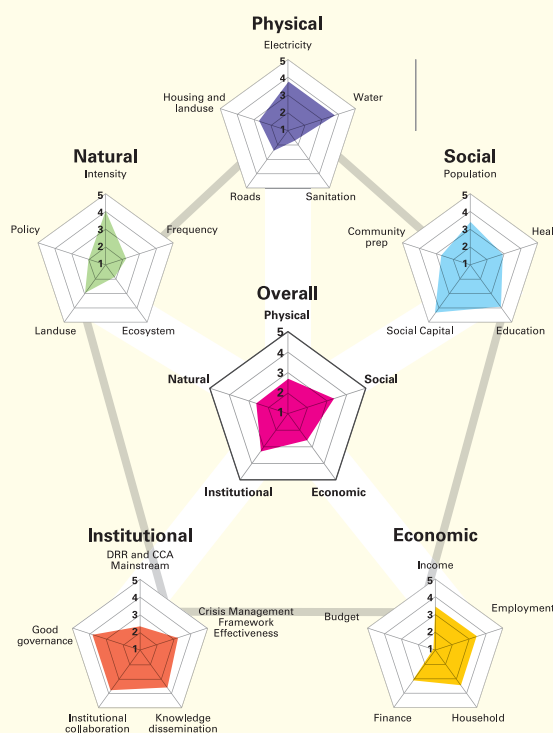 Physical
Electricity
5
4
3
2
1
Housing and
landuse
Water
Roads
Sanitation
Natural
Intensity
5
4
3
2
1
Policy
Frequency
Landuse
Ecosystem
Social
Population
5
4
3
2
1
Community
prep
Heal
Social Capital
Education
Overall
Physical
5
4
3
2
1
Natural
Social
Institutional
Economic
Institutional
DRR and CCA
Mainstream
5
4
3
2
1
Good
governance
Crisis Management
Framework
Effectiveness
Institutional
collaboration
Knowledge
dissemination
Economic
Income
5
4
3
2
1
Budget
Employment
Finance
Household